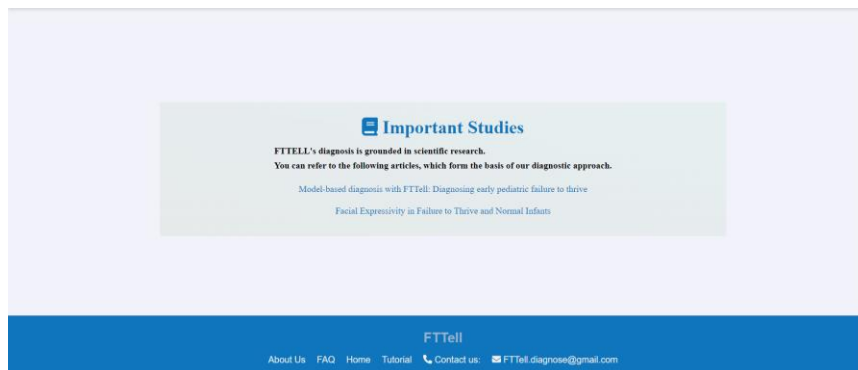 Important Studies
FTTELL's diagnosis is grounded in scientific research.
You can refer to the following articles, which form the basis of our diagnostic approach.
Model-based diagnosis with FTTell: Diagnosing early pediatric failure to thrive
Facial Expressivity in Failure to Thrive and Normal Infants
FTTell
About Us FAQ Home Tutorial Contact us: FTTell.diagnose@gmail.com